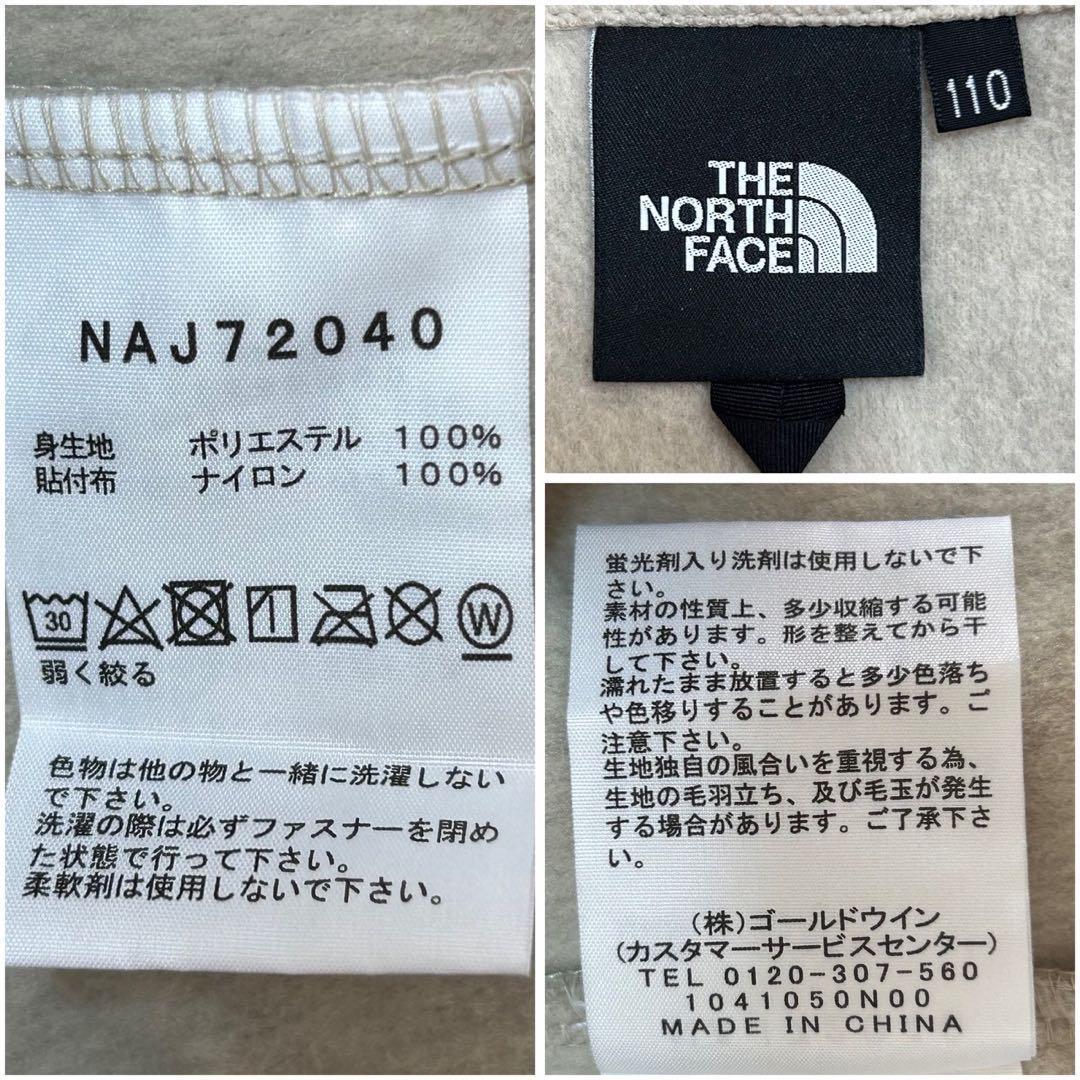 NAJ72040
身生地 ポリエステル 100%
貼付布 ナイロン 100%
30
W
弱く絞る
色物は他の物と一緒に洗濯しない
で下さい。
洗濯の際は必ずファスナーを閉め
た状態で行って下さい。
柔軟剤は使用しないで下さい。
THE
NORTH
FACE
110
蛍光剤入り洗剤は使用しないで下
さい。
素材の性質上、多少収縮する可能
性があります。形を整えてから干
して下さい。
濡れたまま放置すると多少色落ち
や色移りすることがあります。ご
注意下さい。
生地独自の風合いを重視する為、
生地の毛羽立ち、及び毛玉が発生
する場合があります。ご了承下さ
い。
(株)ゴールドウイン
(カスタマーサービスセンター)
TEL 0120-307-560
1041050N00
MADE IN CHINA